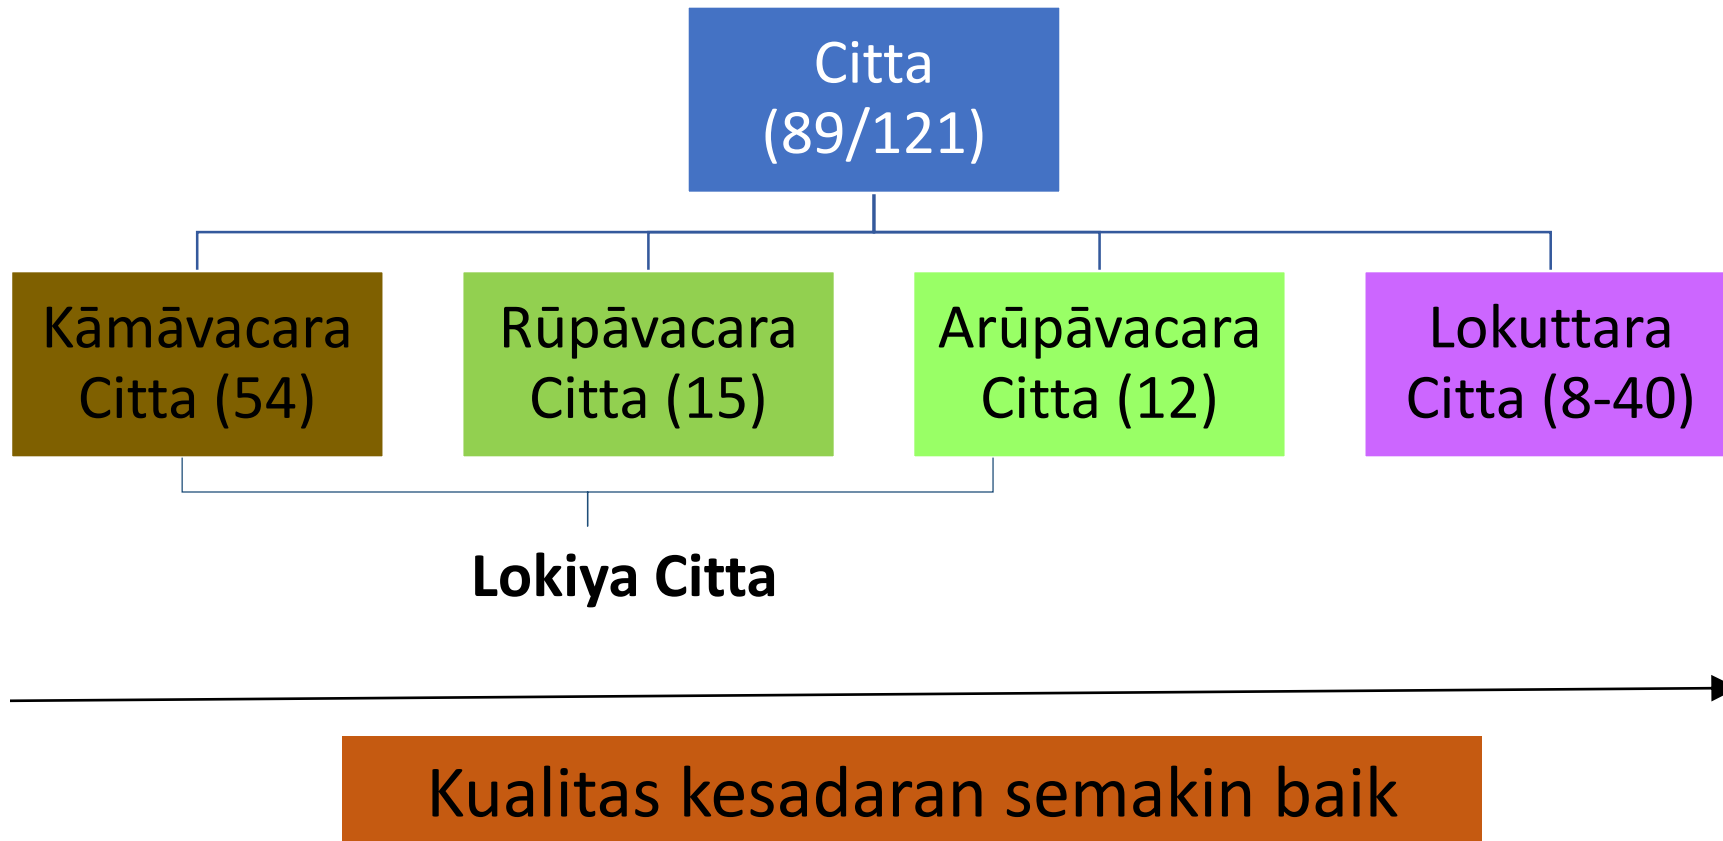 Citta
(89/121)
Kāmāvacara
Citta (54)
Rūpāvacara
Citta (15)
Arūpāvacara
Citta (12)
Lokuttara
Citta (8-40)
Lokiya Citta
Kualitas kesadaran semakin baik